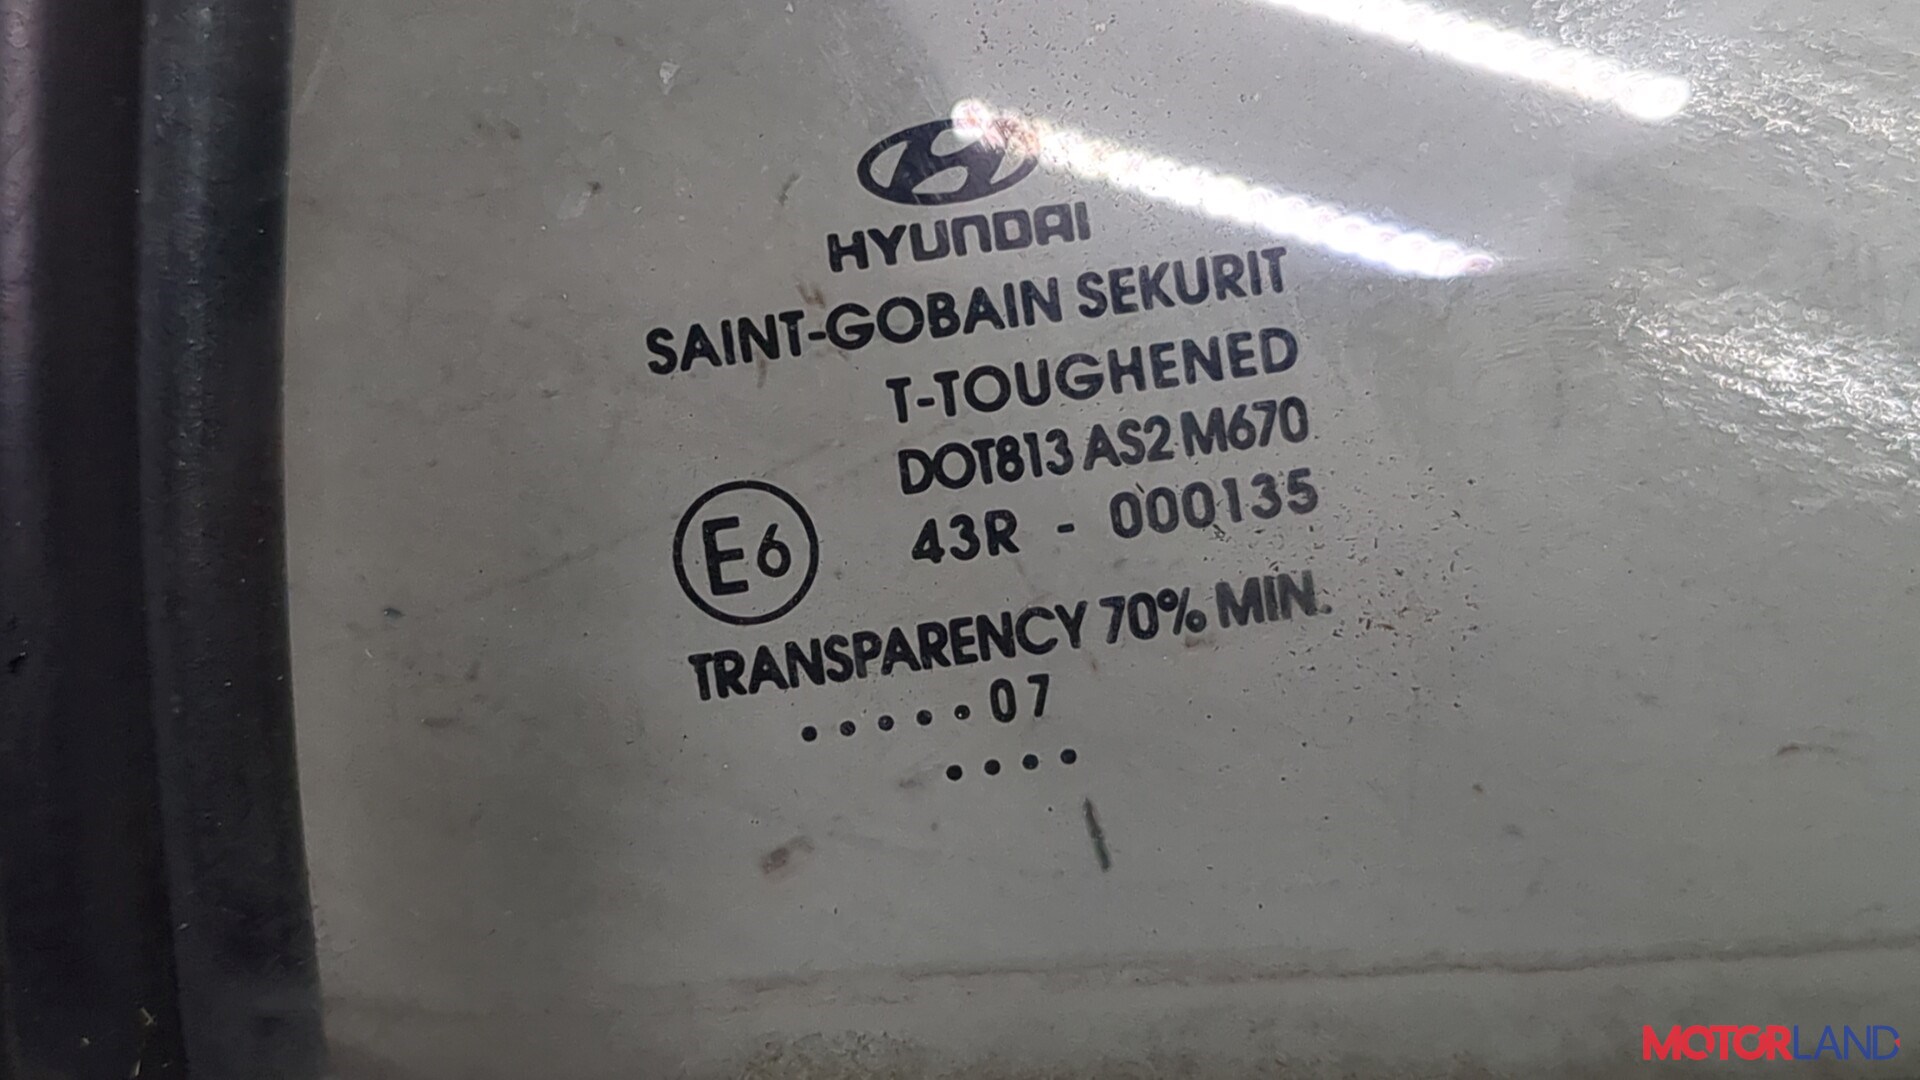 HYUNDAI
SAINT-GOBAIN SEKURIT
T-TOUGHENED
DOT813 AS2 M670
E6
43R - 000135
TRANSPARENCY 70% MIN.
.....07
....
MOTORLAND